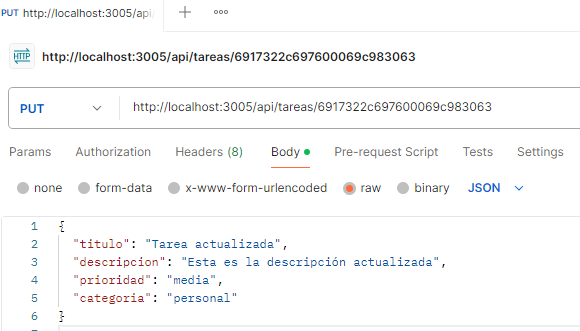 PUT http://localhost:3005/api/ta
HTTP http://localhost:3005/api/tareas/6917322c697600069c983063
PUT http://localhost:3005/api/tareas/6917322c697600069c983063
Params Authorization Headers (8) Body Pre-request Script Tests Settings
none form-data x-www-form-urlencoded raw binary JSON
1 {
2 "titulo": "Tarea actualizada",
3 "descripcion": "Esta es la descripción actualizada",
4 "prioridad": "media",
5 "categoria": "personal"
6 }